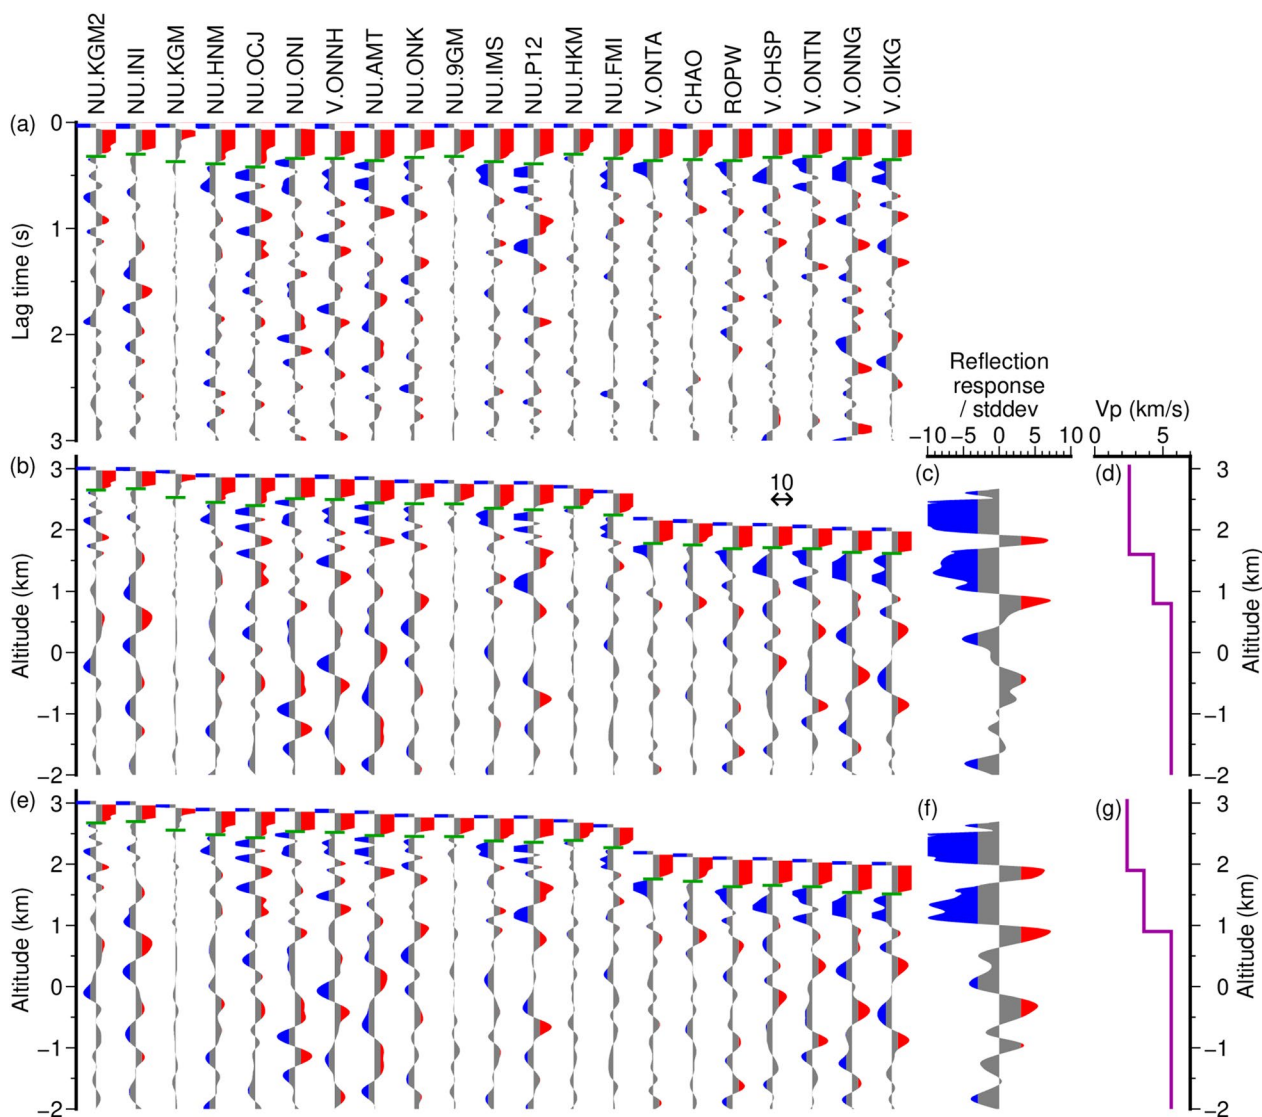 NU.KGM2
NU.INI
NU.KGM
NU.HNM
NU.OCJ
NU.ONI
V.ONNH
NU.AMT
NU.ONK
NU.9GM
NU.IMS
NU.P12
NU.HKM
NU.FMI
V.ONTA
CHAO
ROPW
V.OHSP
V.ONTN
V.ONNG
V.OIKG
(a)
Lag time (s)
0
1
2
3
Reflection
response
/ stddev
−10 −5 0 5 10
Vp (km/s)
0 5
(b)
Altitude (km)
3
2
1
0
−1
−2
10
(c)
(d)
3
2
1
0
−1
−2
Altitude (km)
(e)
Altitude (km)
3
2
1
0
−1
−2
(f)
(g)
3
2
1
0
−1
−2
Altitude (km)